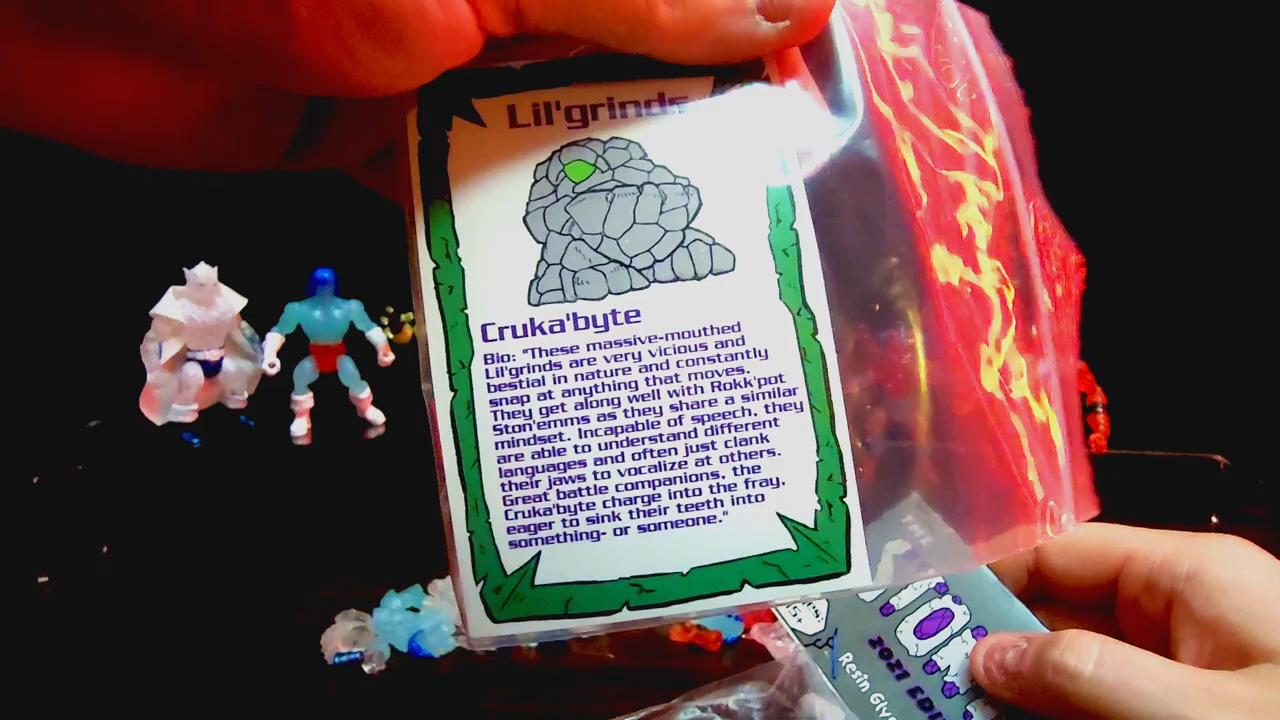 Lil'grinds
Cruka'byte
Bio: "These massive-mouthed
Lil'grinds are very vicious and
bestial in nature and constantly
snap at anything that moves.
They get along well with Rokk'pot
Ston'emms as they share a similar
mindset. Incapable of speech, they
are able to understand different
languages and often just clank
their jaws to vocalize at others.
Great battle companions, the
Cruka'byte charge into the fray,
eager to sink their teeth into
something- or someone."
THE
2021
Resin